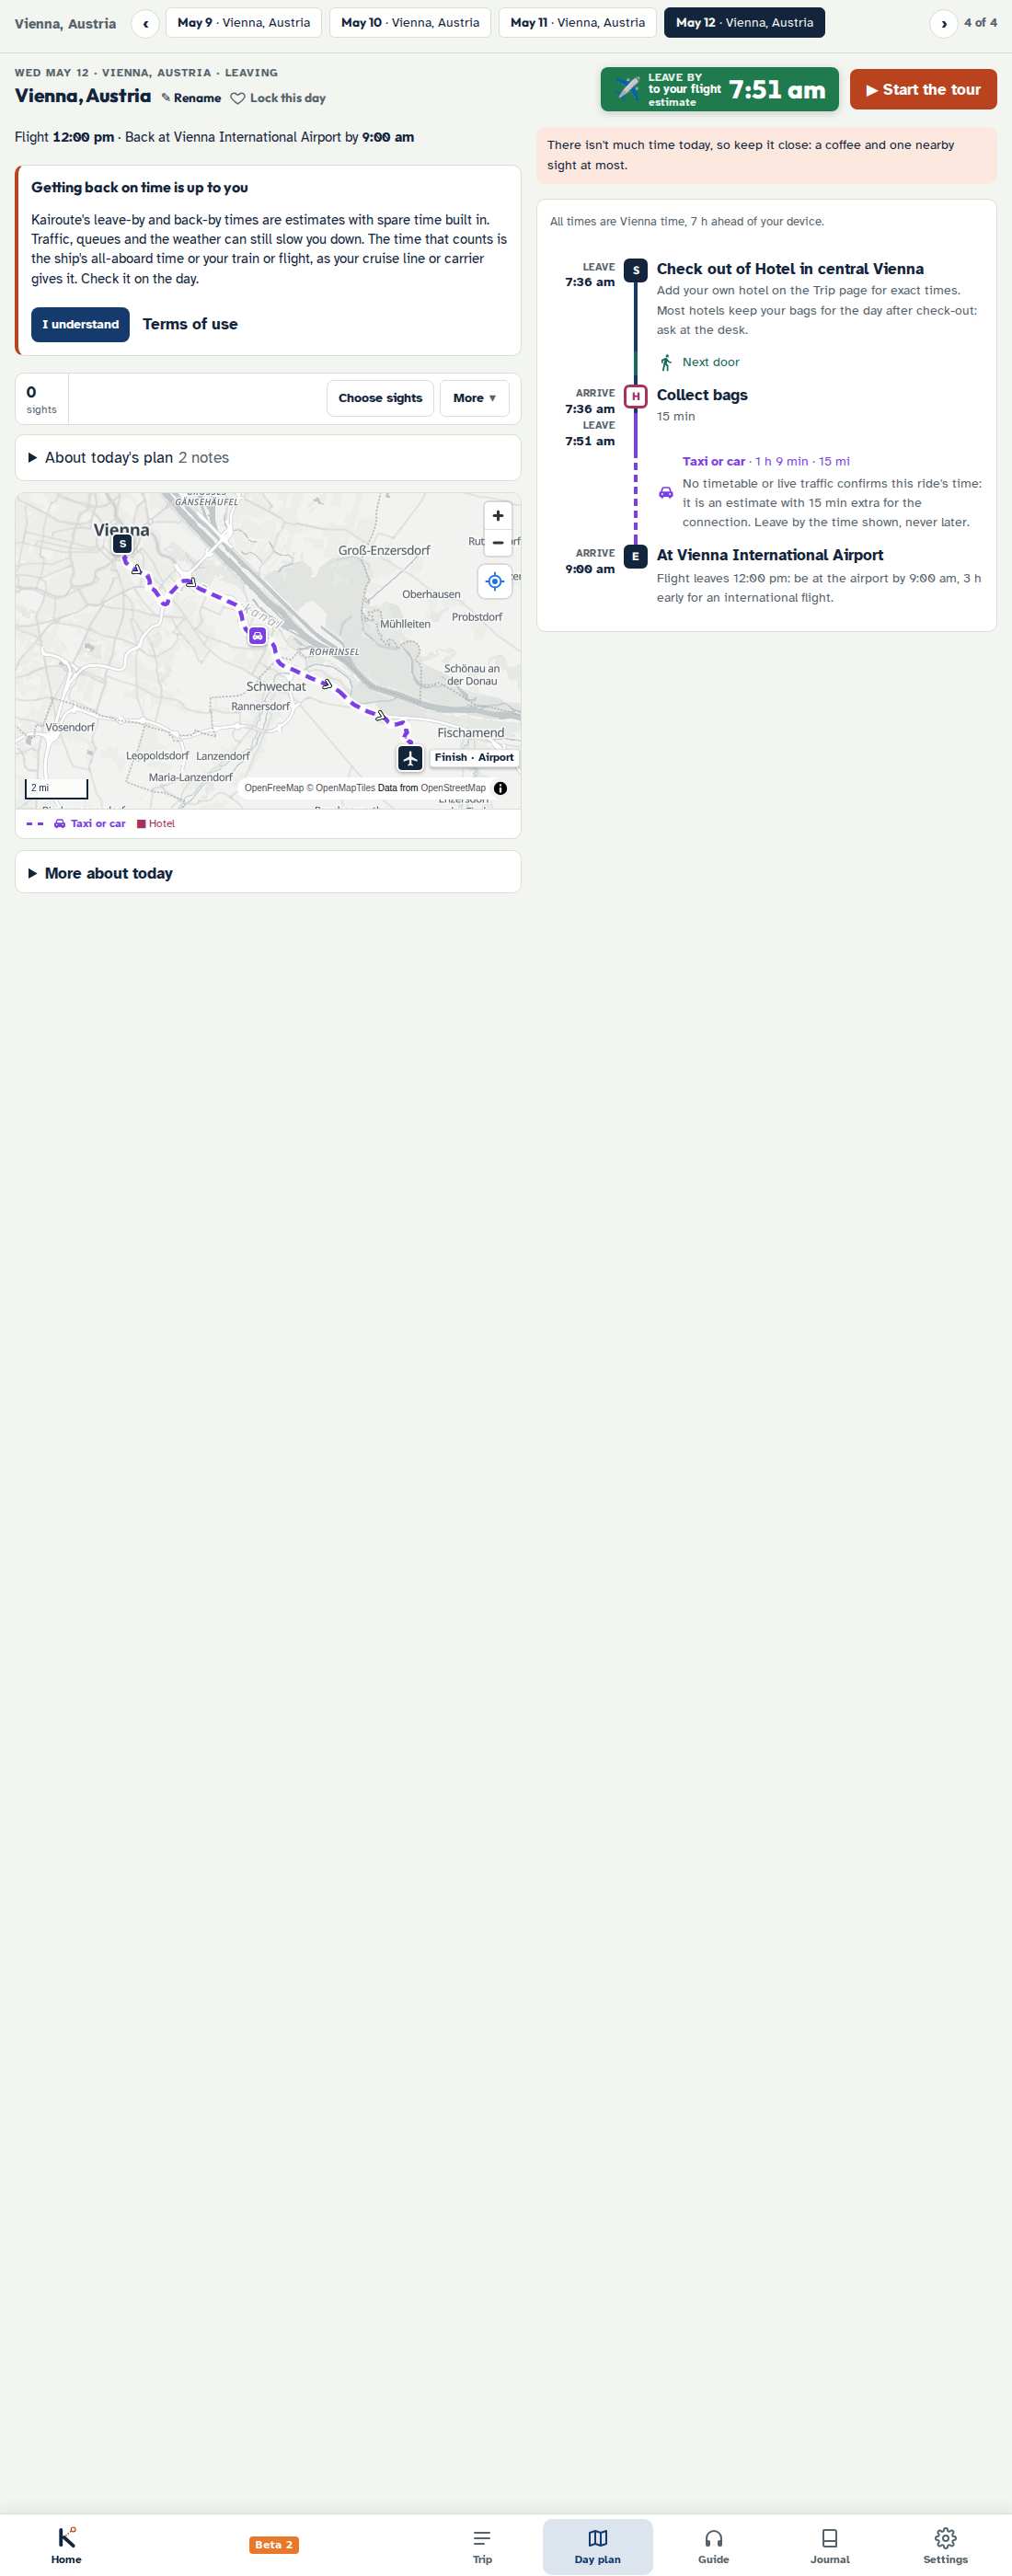 Vienna, Austria
‹
May 9 · Vienna, Austria
May 10 · Vienna, Austria
May 11 · Vienna, Austria
May 12 · Vienna, Austria
›
4 of 4
WED MAY 12 · VIENNA, AUSTRIA · LEAVING
Vienna, Austria
✎ Rename
Lock this day
LEAVE BY
to your flight
estimate
7:51 am
▶ Start the tour
Flight 12:00 pm · Back at Vienna International Airport by 9:00 am
Getting back on time is up to you
Kairoute's leave-by and back-by times are estimates with spare time built in.
Traffic, queues and the weather can still slow you down. The time that counts is
the ship's all-aboard time or your train or flight, as your cruise line or carrier
gives it. Check it on the day.
I understand
Terms of use
0
sights
Choose sights
More ▼
▶ About today's plan 2 notes
GÄNSEHÄUFEL
Vienna
S
Groß-Enzersdorf
Oberhausen
Probstdorf
Mühlleiten
kanal
ROHRINSEL
Schönau an
der Donau
Schwechat
Rannersdorf
Vösendorf
Fischamend
Leopoldsdorf
Lanzendorf
Maria-Lanzendorf
Finish · Airport
2 mi
OpenFreeMap © OpenMapTiles Data from OpenStreetMap
Taxi or car
Hotel
▶ More about today
There isn't much time today, so keep it close: a coffee and one nearby
sight at most.
All times are Vienna time, 7 h ahead of your device.
LEAVE
7:36 am
S
Check out of Hotel in central Vienna
Add your own hotel on the Trip page for exact times.
Most hotels keep your bags for the day after check-out:
ask at the desk.
Next door
ARRIVE
7:36 am
LEAVE
7:51 am
H
Collect bags
15 min
Taxi or car · 1 h 9 min · 15 mi
No timetable or live traffic confirms this ride's time:
it is an estimate with 15 min extra for the
connection. Leave by the time shown, never later.
ARRIVE
9:00 am
E
At Vienna International Airport
Flight leaves 12:00 pm: be at the airport by 9:00 am, 3 h
early for an international flight.
Home
Beta 2
Trip
Day plan
Guide
Journal
Settings